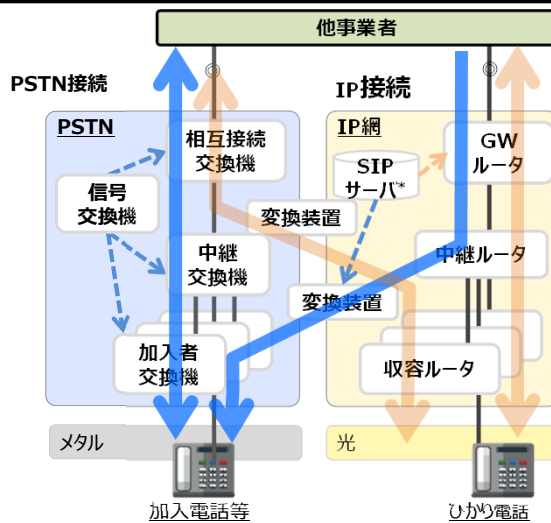 他事業者
PSTN接続
IP接続
PSTN
IP網
相互接続
交換機
信号
交換機
中継
交換機
加入者
交換機
変換装置
変換装置
SIP
サーバ*
GW
ルータ
中継ルータ
収容ルータ
メタル
光
加入電話等
ひかり電話